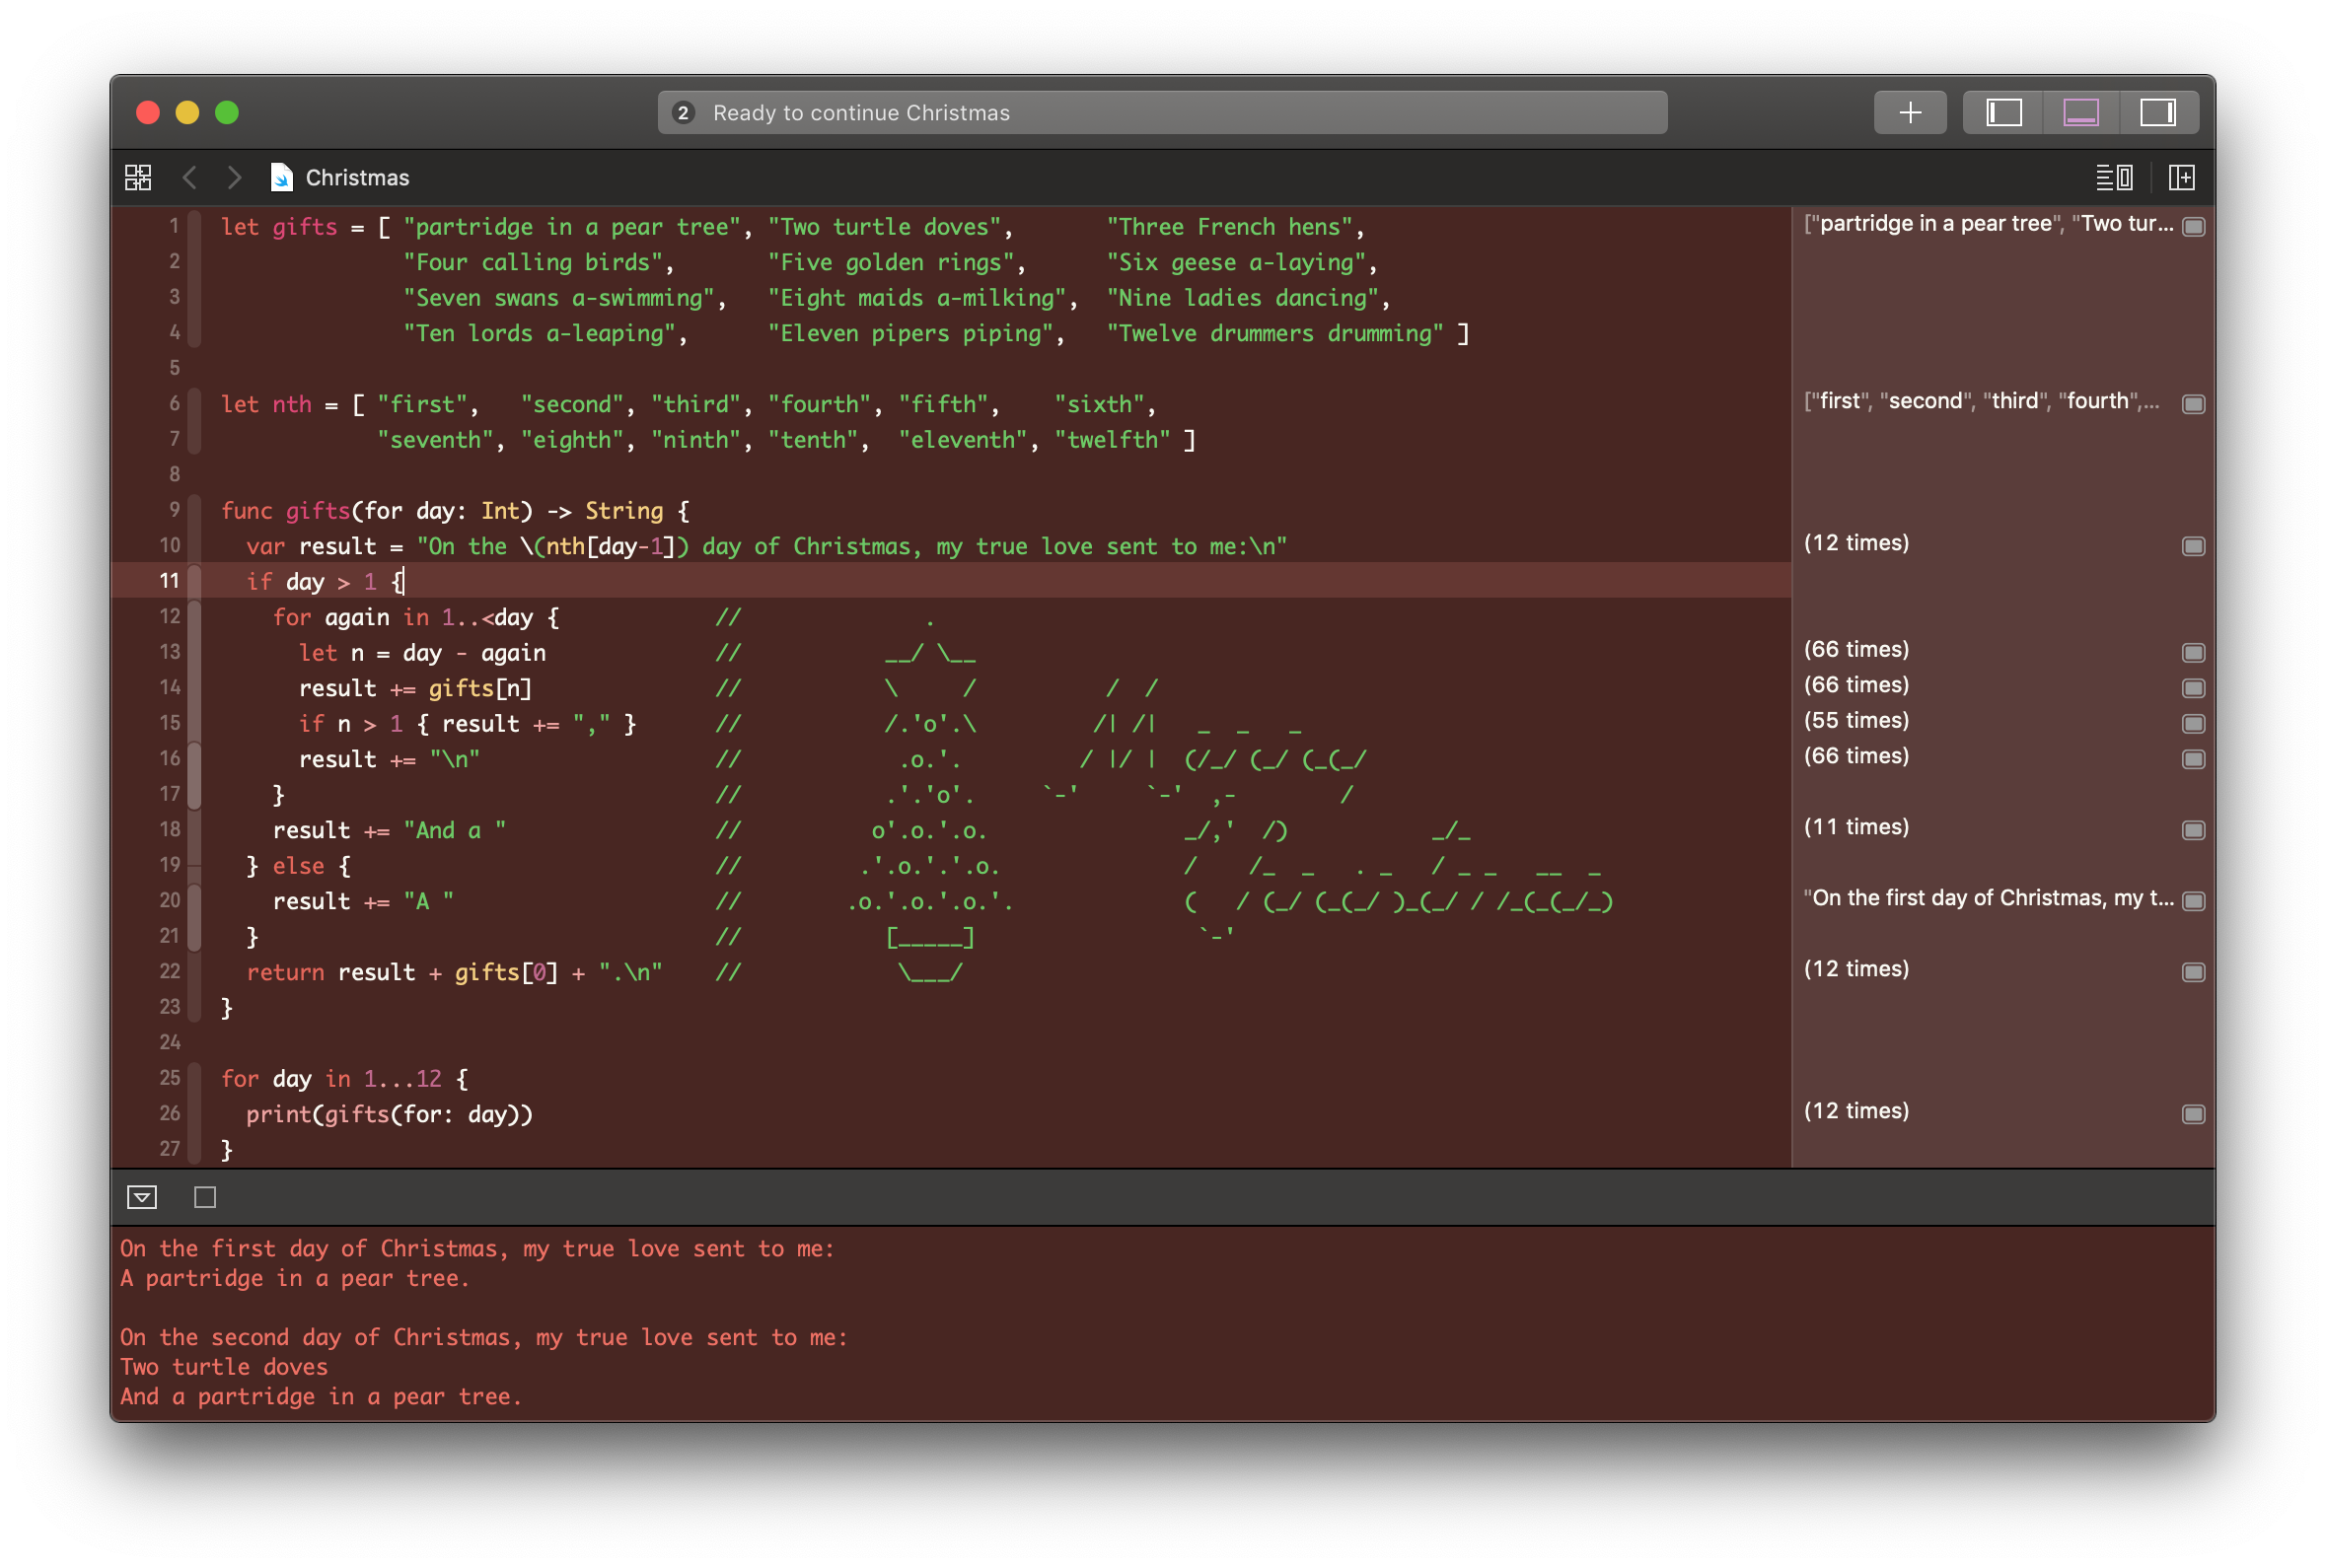 2 Ready to continue Christmas
Christmas
1 let gifts = [ "partridge in a pear tree", "Two turtle doves",       "Three French hens", ["partridge in a pear tree", "Two tur...
2               "Four calling birds",       "Five golden rings",      "Six geese a-laying",
3               "Seven swans a-swimming",   "Eight maids a-milking",  "Nine ladies dancing",
4               "Ten lords a-leaping",      "Eleven pipers piping",   "Twelve drummers drumming" ]
5
6 let nth = [ "first",   "second", "third", "fourth", "fifth",    "sixth", ["first", "second", "third", "fourth",...
7             "seventh", "eighth", "ninth", "tenth",  "eleventh", "twelfth" ]
8
9 func gifts(for day: Int) -> String {
10   var result = "On the \(nth[day-1]) day of Christmas, my true love sent to me:\n" (12 times)
11   if day > 1 {
12     for again in 1..<day {            //              .
13       let n = day - again             //           __/ \__ (66 times)
14       result += gifts[n]              //           \     /          /  / (66 times)
15       if n > 1 { result += "," }      //           /.'o'.\         /| /|   _  _   _ (55 times)
16       result += "\n"                  //            .o.'.         / |/ |  (/_/ (_/ (_(_/ (66 times)
17     }                                 //           .'.'o'.     `-'     `-'  ,-        /
18     result += "And a "                //          o'.o.'.o.               _/,'  /)           _/_ (11 times)
19   } else {                            //         .'.o.'.'.o.              /    /_  _   . _   / _ _   __  _
20     result += "A "                    //        .o.'.o.'.o.'.             (   / (_/ (_(_/ )_(_/ / /_(_(_/_) "On the first day of Christmas, my t...
21   }                                   //           [_____]                 `-'
22   return result + gifts[0] + ".\n"    //            \___/ (12 times)
23 }
24
25 for day in 1...12 {
26   print(gifts(for: day)) (12 times)
27 }
On the first day of Christmas, my true love sent to me:
A partridge in a pear tree.
On the second day of Christmas, my true love sent to me:
Two turtle doves
And a partridge in a pear tree.